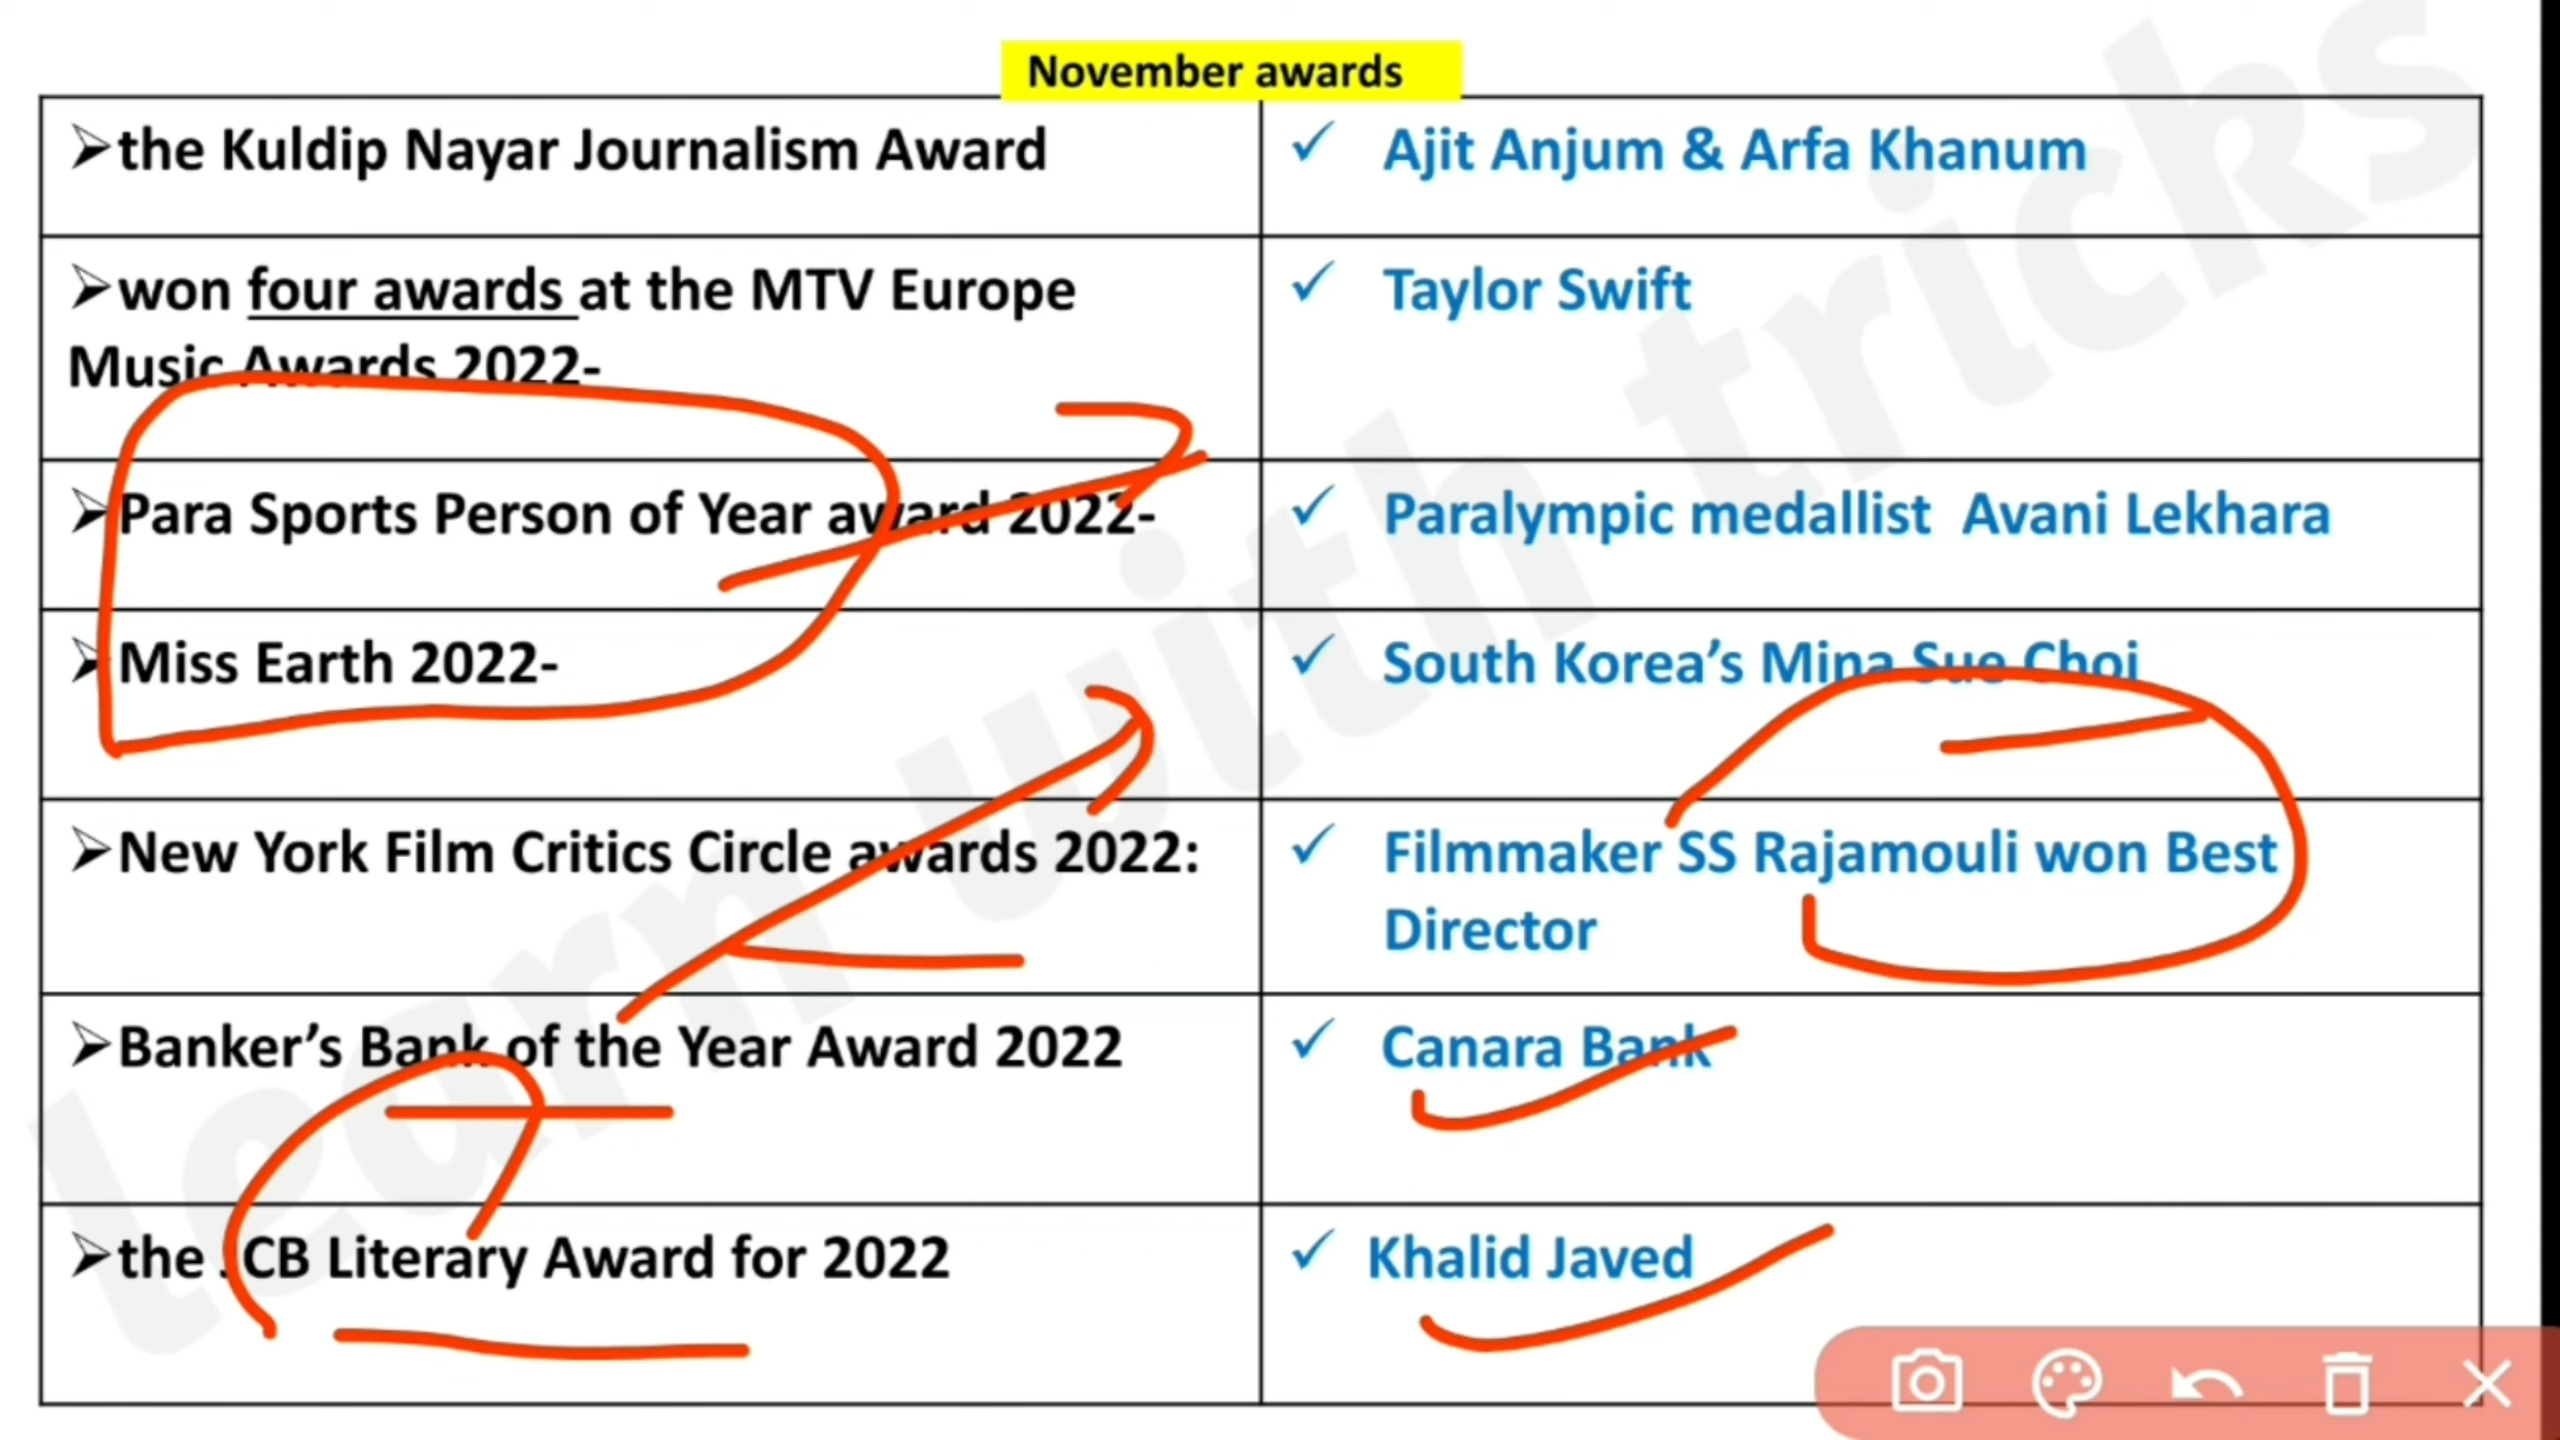 November awards
the Kuldip Nayar Journalism Award
Ajit Anjum & Arfa Khanum
won four awards at the MTV Europe
Music Awards 2022-
Taylor Swift
Para Sports Person of Year award 2022-
Paralympic medallist Avani Lekhara
Miss Earth 2022-
South Korea’s Mina Sue Choi
New York Film Critics Circle awards 2022:
Filmmaker SS Rajamouli won Best
Director
Banker’s Bank of the Year Award 2022
Canara Bank
the JCB Literary Award for 2022
Khalid Javed
learn with tricks